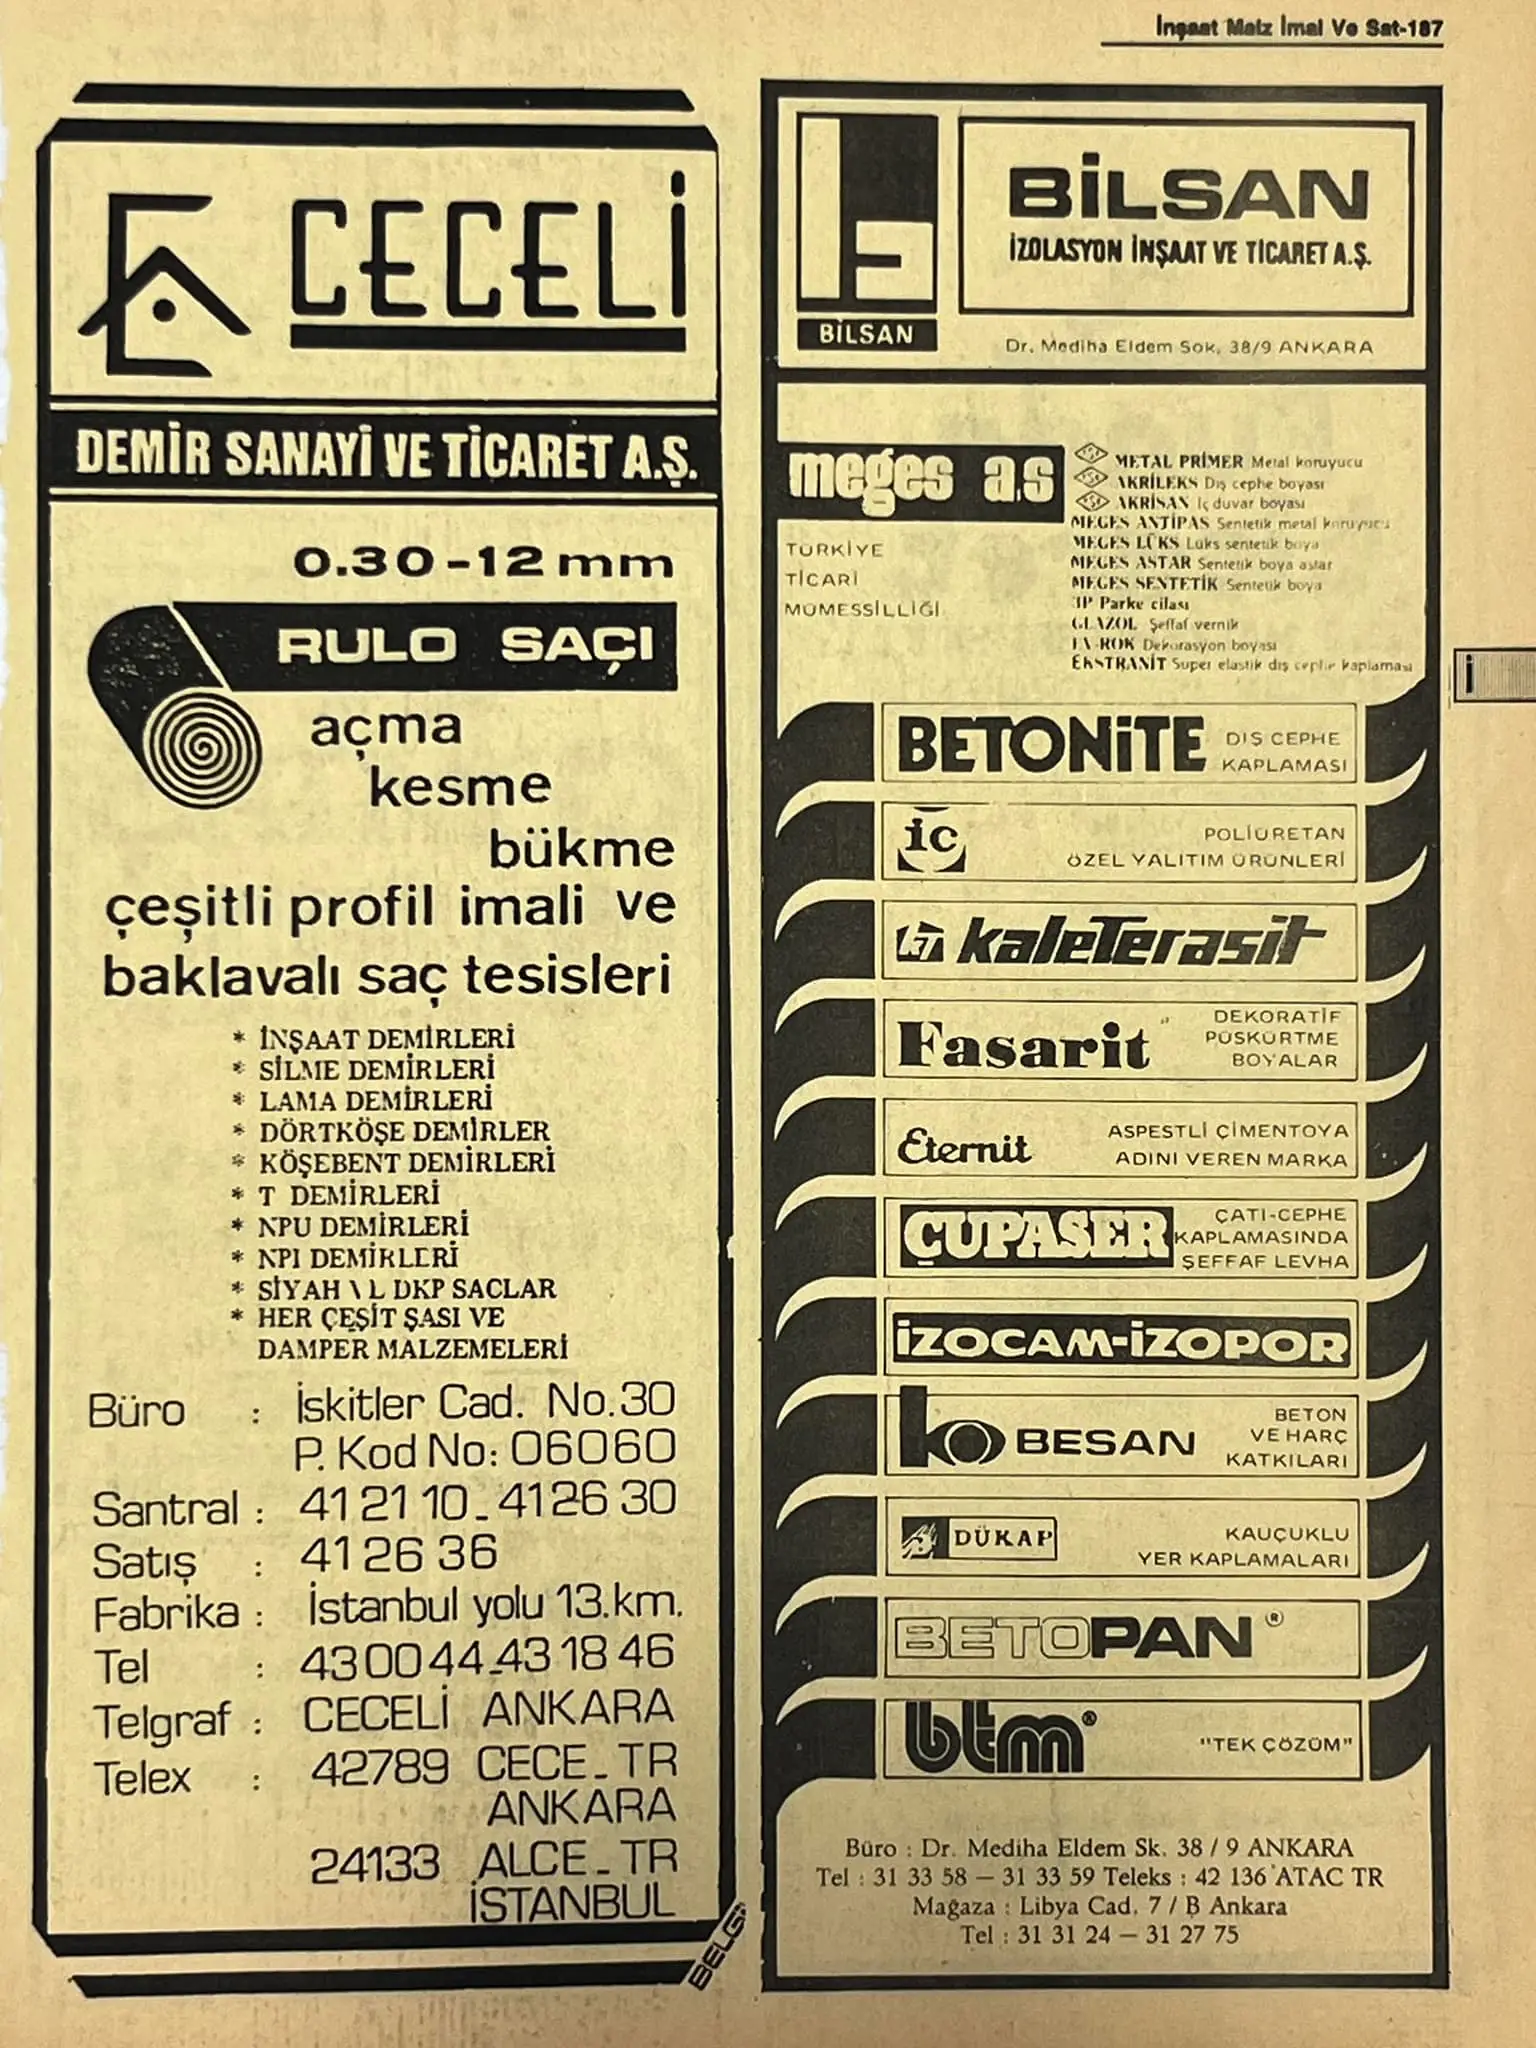 İnşaat Malz İmal Ve Sat-187
CECELİ
DEMİR SANAYİ VE TİCARET A.Ş.
0.30-12 mm
RULO SAÇI
açma
kesme
bükme
çeşitli profil imali ve
baklavalı saç tesisleri
* İNŞAAT DEMİRLERİ
* SİLME DEMİRLERİ
* LAMA DEMİRLERİ
* DÖRTKÖŞE DEMİRLER
* KÖŞEBENT DEMİRLERİ
* T DEMİRLERİ
* NPU DEMİRLERİ
* NPI DEMİRLERİ
* SİYAH DKP SACLAR
* HER ÇEŞİT ŞASI VE
DAMPER MALZEMELERİ
Büro : İskitler Cad. No.30
P. Kod No: 06060
Santral : 41 21 10 - 41 26 30
Satış : 41 26 36
Fabrika : İstanbul yolu 13.km.
Tel : 43 00 44-43 18 46
Telgraf : CECELİ ANKARA
Telex : 42789 CECE-TR
ANKARA
24133 ALCE-TR
İSTANBUL
BELGİ
BİLSAN
BİLSAN
İZOLASYON İNŞAAT VE TİCARET A.Ş.
Dr. Mediha Eldem Sok. 38/9 ANKARA
meges a.s
TÜRKİYE
TİCARİ
MÜMESSİLLİĞİ
METAL PRIMER Metal koruyucu
AKRİLEKS Dış cephe boyası
AKRİSAN İç duvar boyası
MEGES ANTİPAS Sentetik metal koruyucu
MEGES LÜKS Lüks sentetik boya
MEGES ASTAR Sentetik boya astar
MEGES SENTETİK Sentetik boya
Parke cilası
GLAZOL Şeffaf vernik
Dekorasyon boyası
EKSTRANİT Super elastik dış cephe kaplaması
BETONiTE DIŞ CEPHE
KAPLAMASI
ic POLİÜRETAN
ÖZEL YALITIM ÜRÜNLERİ
KT kaleTerasit
Fasarit DEKORATİF
PÜSKÜRTME
BOYALAR
Eternit ASPESTLİ ÇİMENTOYA
ADINI VEREN MARKA
ÇUPASER ÇATI-CEPHE
KAPLAMASINDA
ŞEFFAF LEVHA
İZOCAM-İZOPOR
BESAN BETON
VE HARÇ
KATKILARI
DÜKAP KAUÇUKLU
YER KAPLAMALARI
BETOPAN®
btm® "TEK ÇÖZÜM"
Büro : Dr. Mediha Eldem Sk. 38 / 9 ANKARA
Tel : 31 33 58 — 31 33 59 Teleks : 42 136 ATAC TR
Mağaza : Libya Cad. 7 / B Ankara
Tel : 31 31 24 — 31 27 75
i